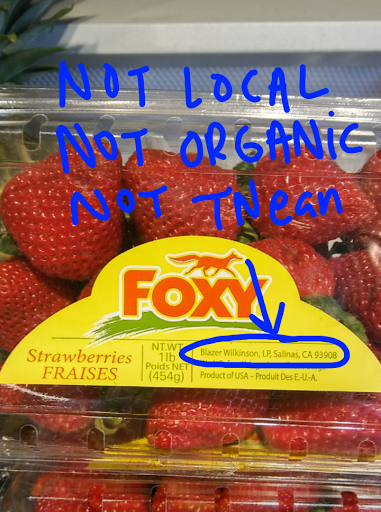 NOT LOCAL
NOT ORGANIC
NOT TNean
FOXY
Strawberries
FRAISES
NT.WT.
1lb
Poids NET
(454g)
Blazer Wilkinson, LP, Salinas, CA 93908
Product of USA – Produit Des E.-U.A.